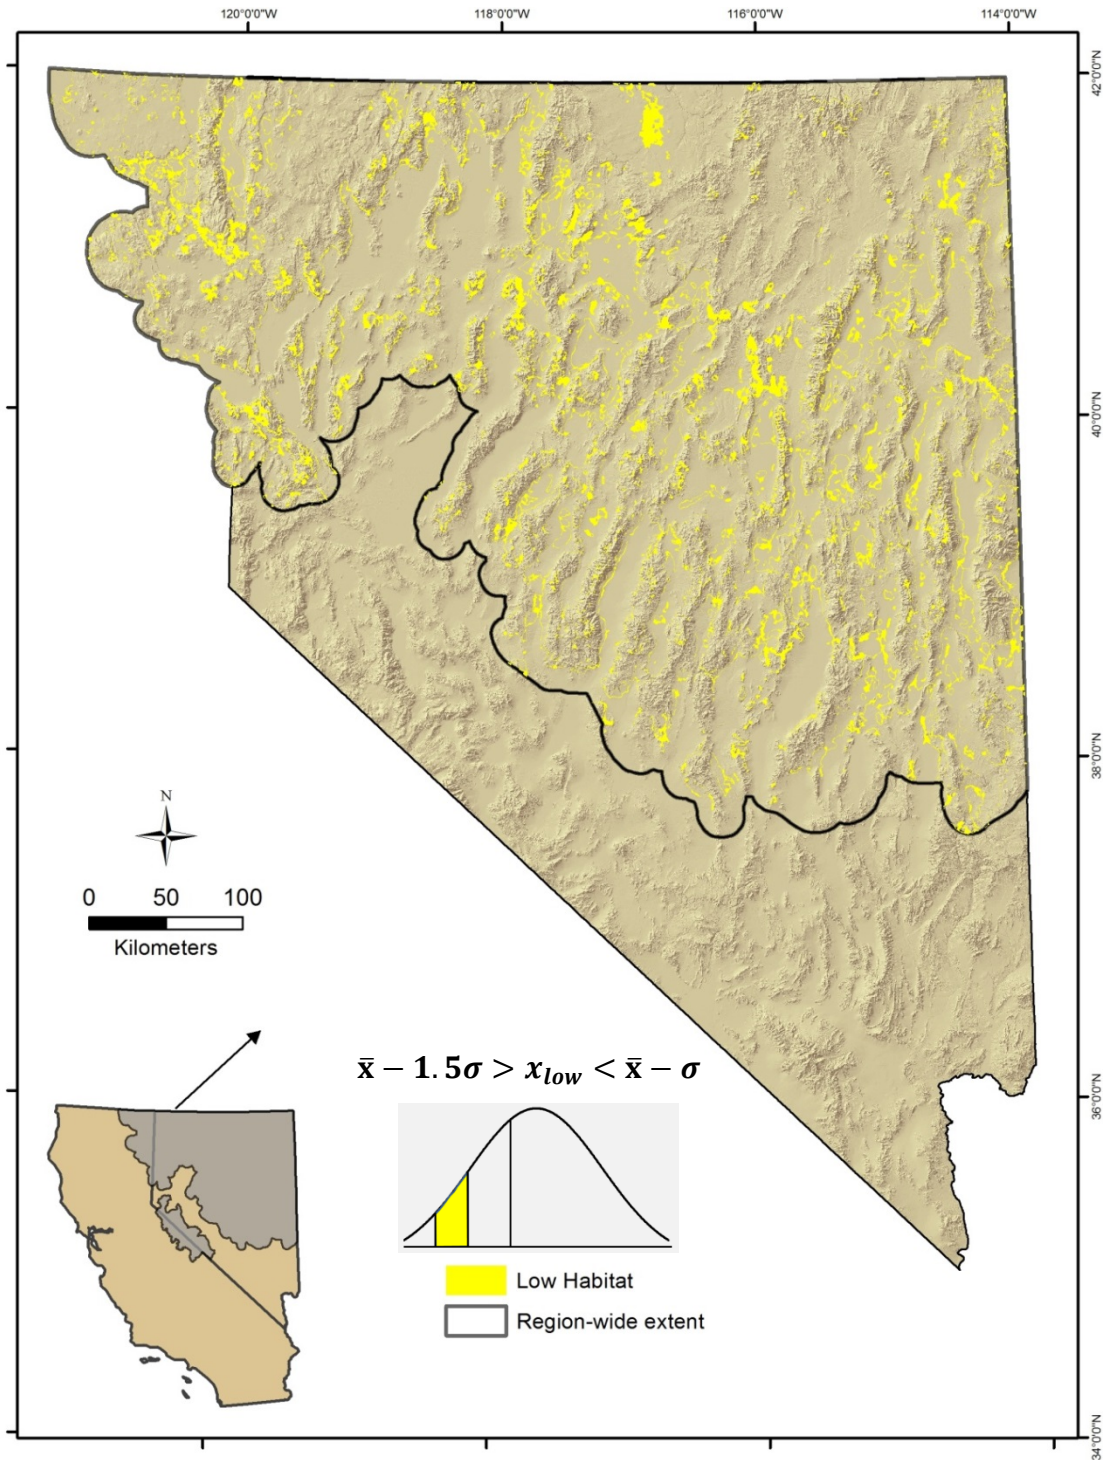 120°0'0"W
118°0'0"W
116°0'0"W
114°0'0"W
42°0'0"N
40°0'0"N
38°0'0"N
N
0 50 100
Kilometers
36°0'0"N
x̄ − 1.5σ > x_low < x̄ − σ
Low Habitat
Region-wide extent
34°0'0"N